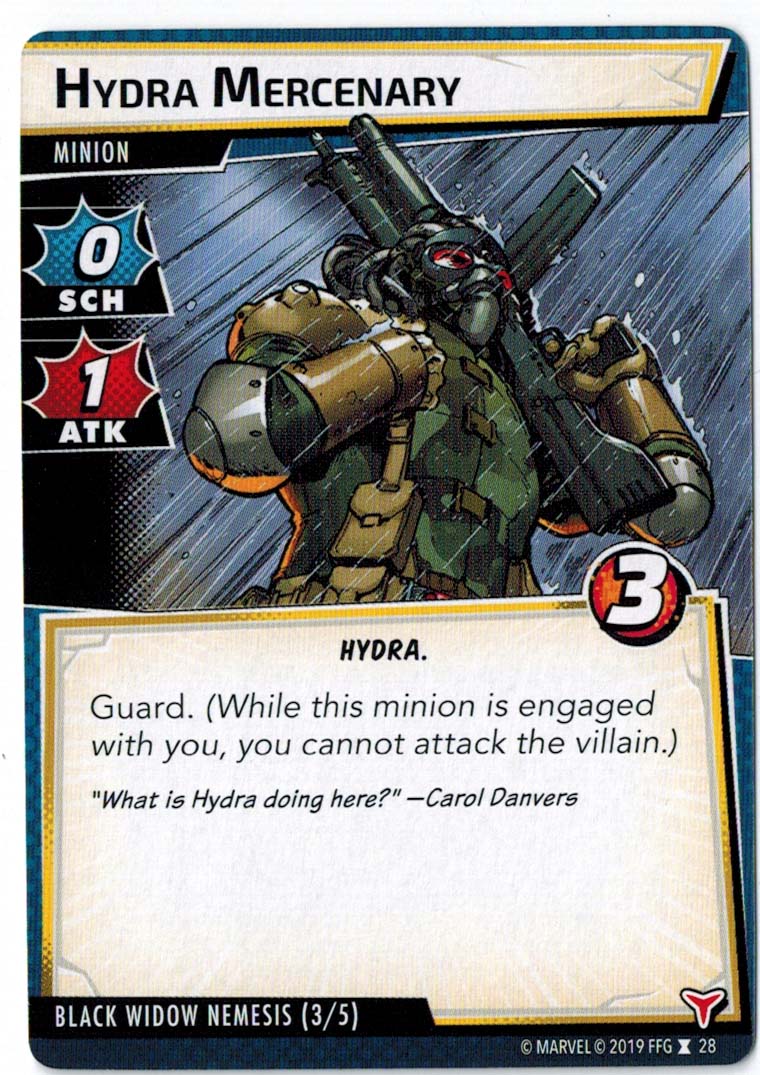 HYDRA MERCENARY
MINION
0
SCH
1
ATK
3
HYDRA.
Guard. (While this minion is engaged
with you, you cannot attack the villain.)
"What is Hydra doing here?" —Carol Danvers
BLACK WIDOW NEMESIS (3/5)
© MARVEL © 2019 FFG 28